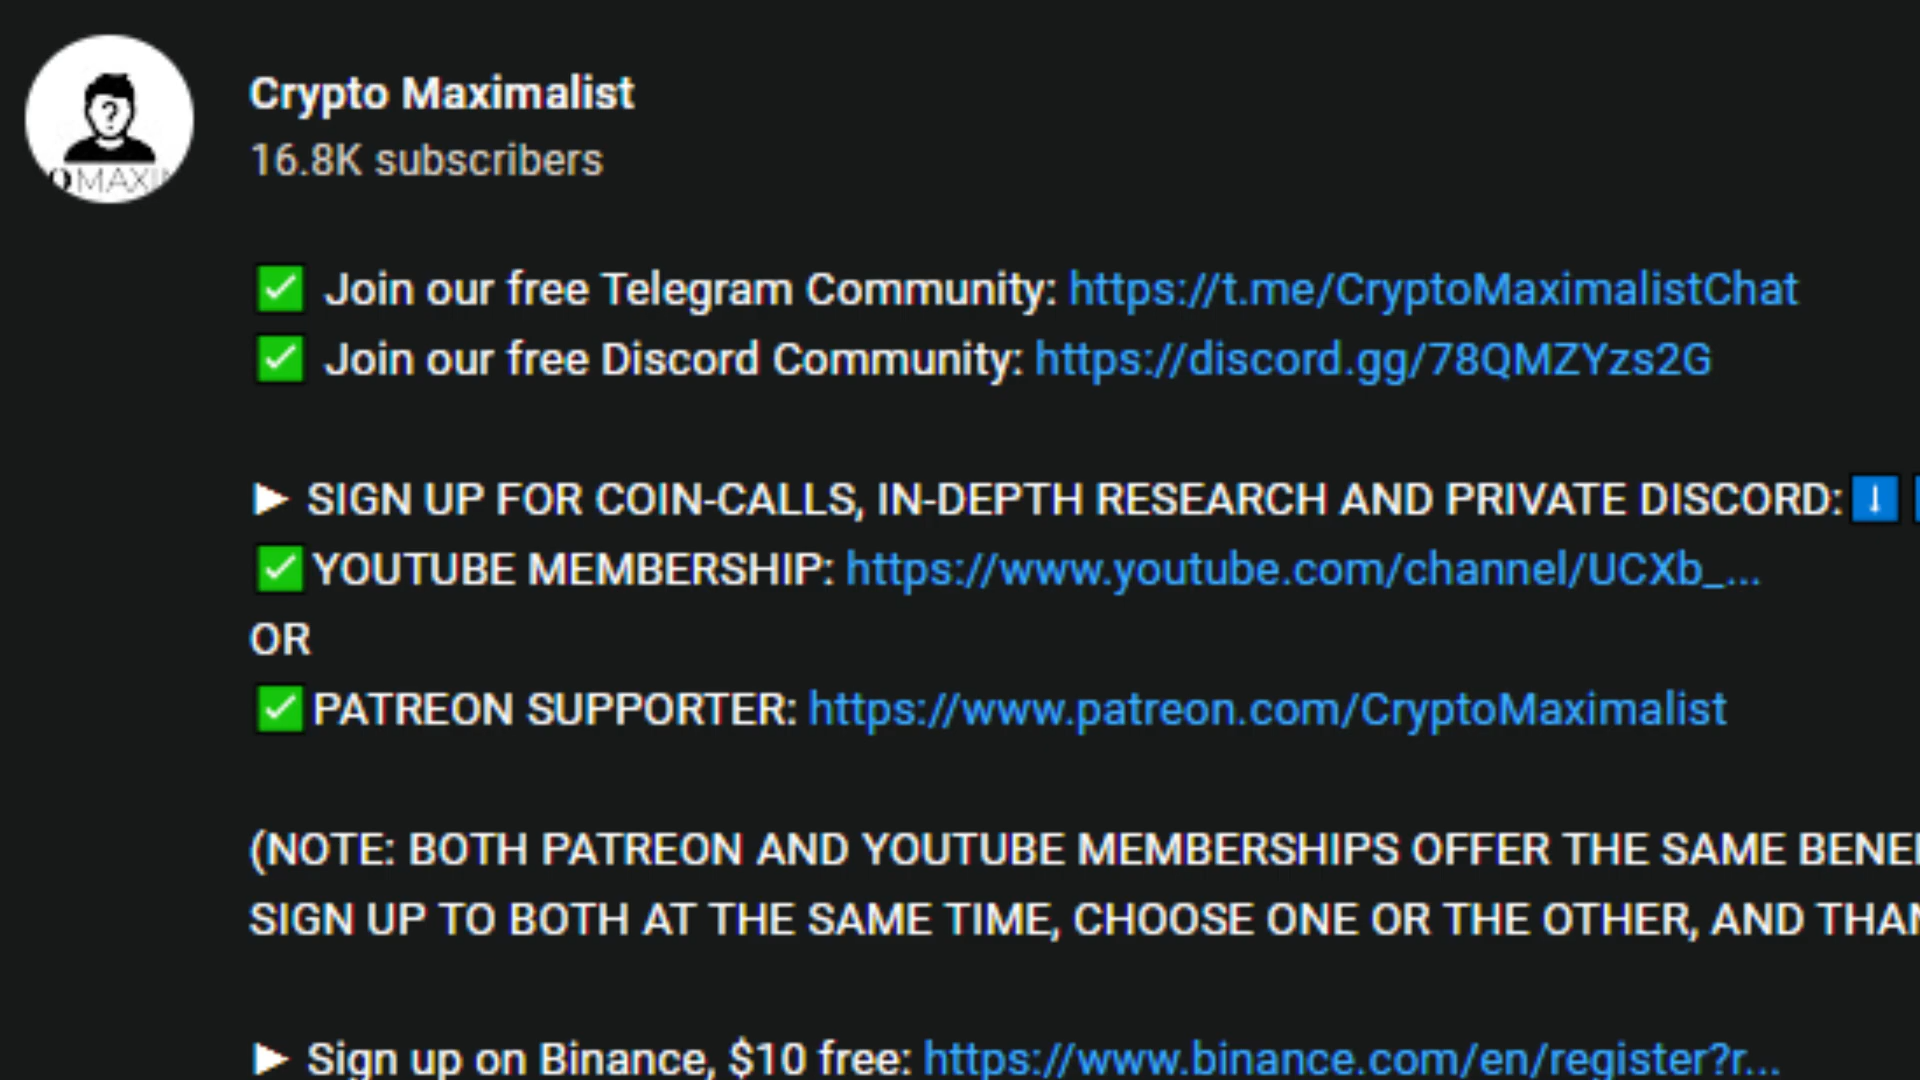 Crypto Maximalist
16.8K subscribers
?
MAXI
✅ Join our free Telegram Community: https://t.me/CryptoMaximalistChat
✅ Join our free Discord Community: https://discord.gg/78QMZYzs2G
► SIGN UP FOR COIN-CALLS, IN-DEPTH RESEARCH AND PRIVATE DISCORD: ⬇
✅ YOUTUBE MEMBERSHIP: https://www.youtube.com/channel/UCXb_...
OR
✅ PATREON SUPPORTER: https://www.patreon.com/CryptoMaximalist
(NOTE: BOTH PATREON AND YOUTUBE MEMBERSHIPS OFFER THE SAME BENE
SIGN UP TO BOTH AT THE SAME TIME, CHOOSE ONE OR THE OTHER, AND THA
► Sign up on Binance, $10 free: https://www.binance.com/en/register?r...